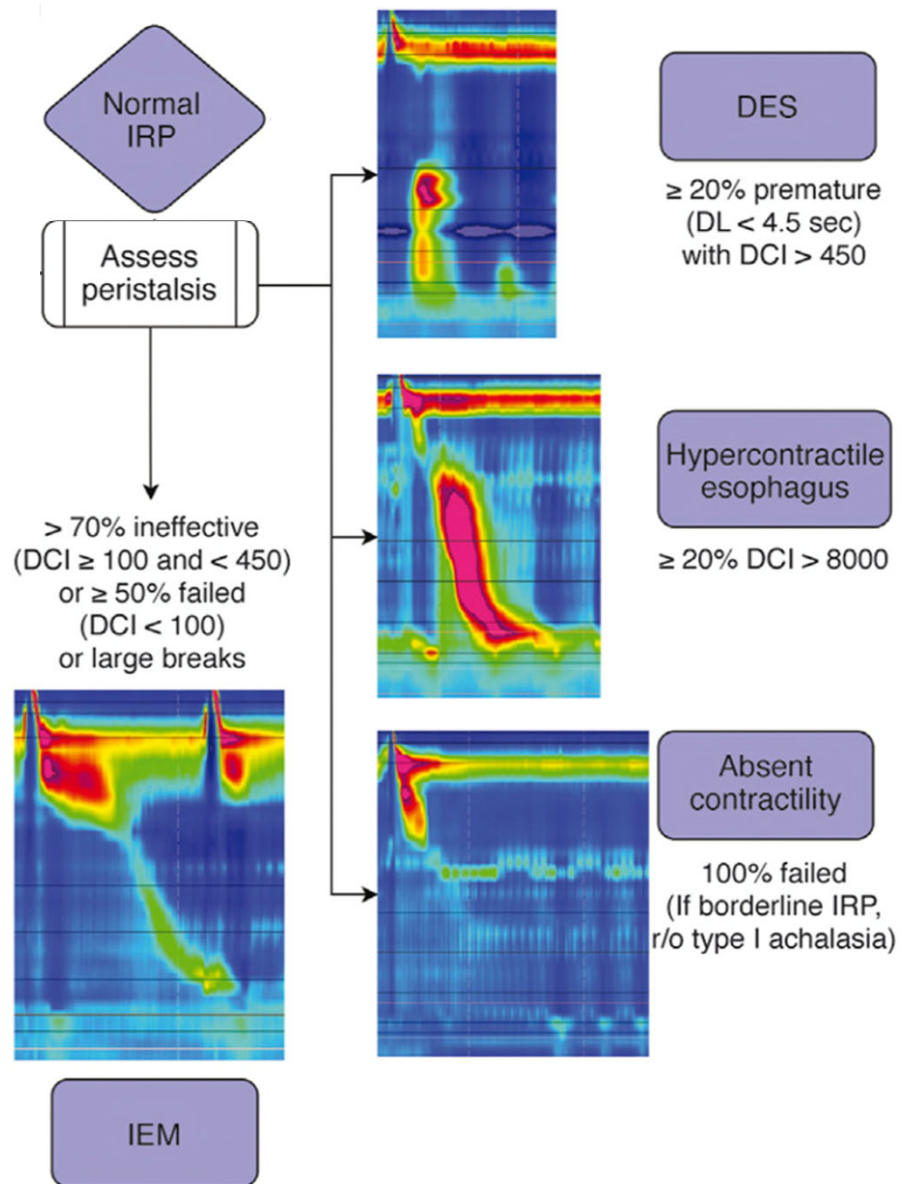 Normal
IRP
Assess
peristalsis
DES
≥ 20% premature
(DL < 4.5 sec)
with DCI > 450
Hypercontractile
esophagus
≥ 20% DCI > 8000
> 70% ineffective
(DCI ≥ 100 and < 450)
or ≥ 50% failed
(DCI < 100)
or large breaks
Absent
contractility
100% failed
(If borderline IRP,
r/o type I achalasia)
IEM